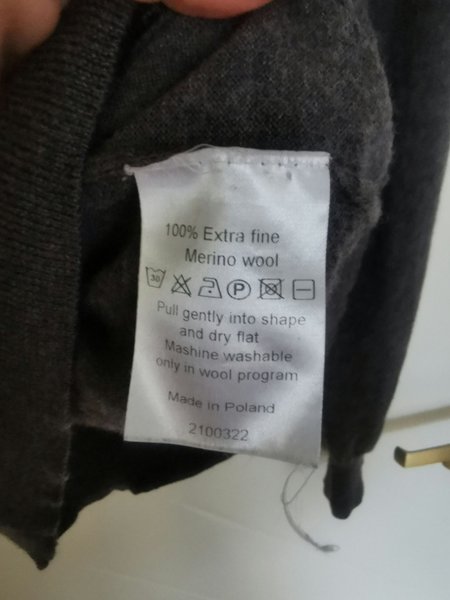 100% Extra fine
Merino wool
30 P
Pull gently into shape
and dry flat
Mashine washable
only in wool program
Made in Poland
2100322